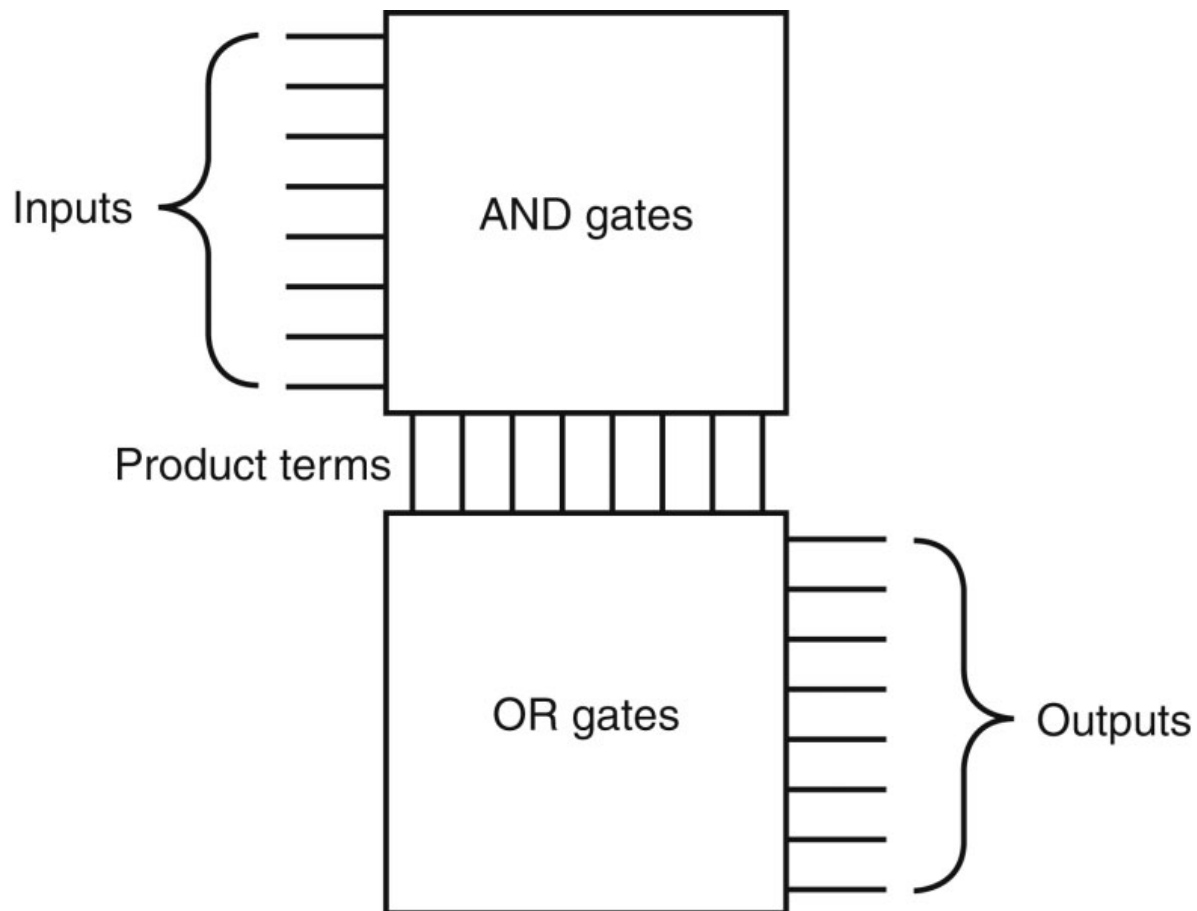 Inputs
AND gates
Product terms
OR gates
Outputs